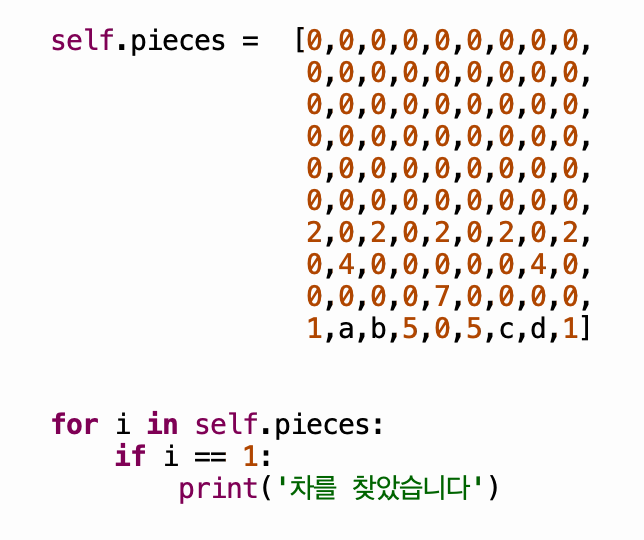 self.pieces =  [0,0,0,0,0,0,0,0,0,
                0,0,0,0,0,0,0,0,0,
                0,0,0,0,0,0,0,0,0,
                0,0,0,0,0,0,0,0,0,
                0,0,0,0,0,0,0,0,0,
                0,0,0,0,0,0,0,0,0,
                2,0,2,0,2,0,2,0,2,
                0,4,0,0,0,0,0,4,0,
                0,0,0,0,7,0,0,0,0,
                1,a,b,5,0,5,c,d,1]
for i in self.pieces:
    if i == 1:
        print('차를 찾았습니다')